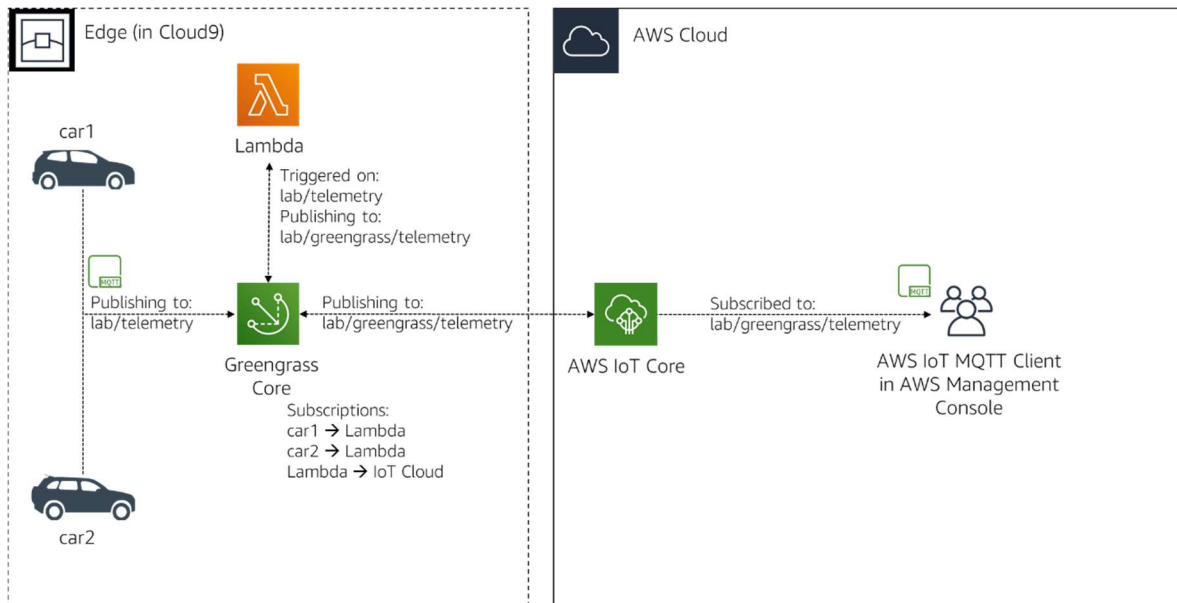 Edge (in Cloud9)
AWS Cloud
car1
Lambda
Triggered on:
lab/telemetry
Publishing to:
lab/greengrass/telemetry
MQTT
Publishing to:
lab/telemetry
Publishing to:
lab/greengrass/telemetry
MQTT
Subscribed to:
lab/greengrass/telemetry
Greengrass
Core
AWS IoT Core
AWS IoT MQTT Client
in AWS Management
Console
Subscriptions:
car1 → Lambda
car2 → Lambda
Lambda → IoT Cloud
car2